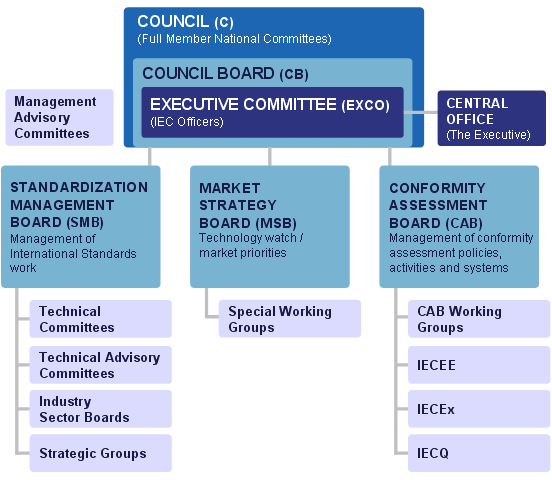 COUNCIL (C)
(Full Member National Committees)
COUNCIL BOARD (CB)
EXECUTIVE COMMITTEE (EXCO)
(IEC Officers)
Management
Advisory
Committees
CENTRAL
OFFICE
(The Executive)
STANDARDIZATION
MANAGEMENT
BOARD (SMB)
Management of
International Standards
work
MARKET
STRATEGY
BOARD (MSB)
Technology watch /
market priorities
CONFORMITY
ASSESSMENT
BOARD (CAB)
Management of conformity
assessment policies,
activities and systems
Technical
Committees
Technical Advisory
Committees
Industry
Sector Boards
Strategic Groups
Special Working
Groups
CAB Working
Groups
IECEE
IECEx
IECQ